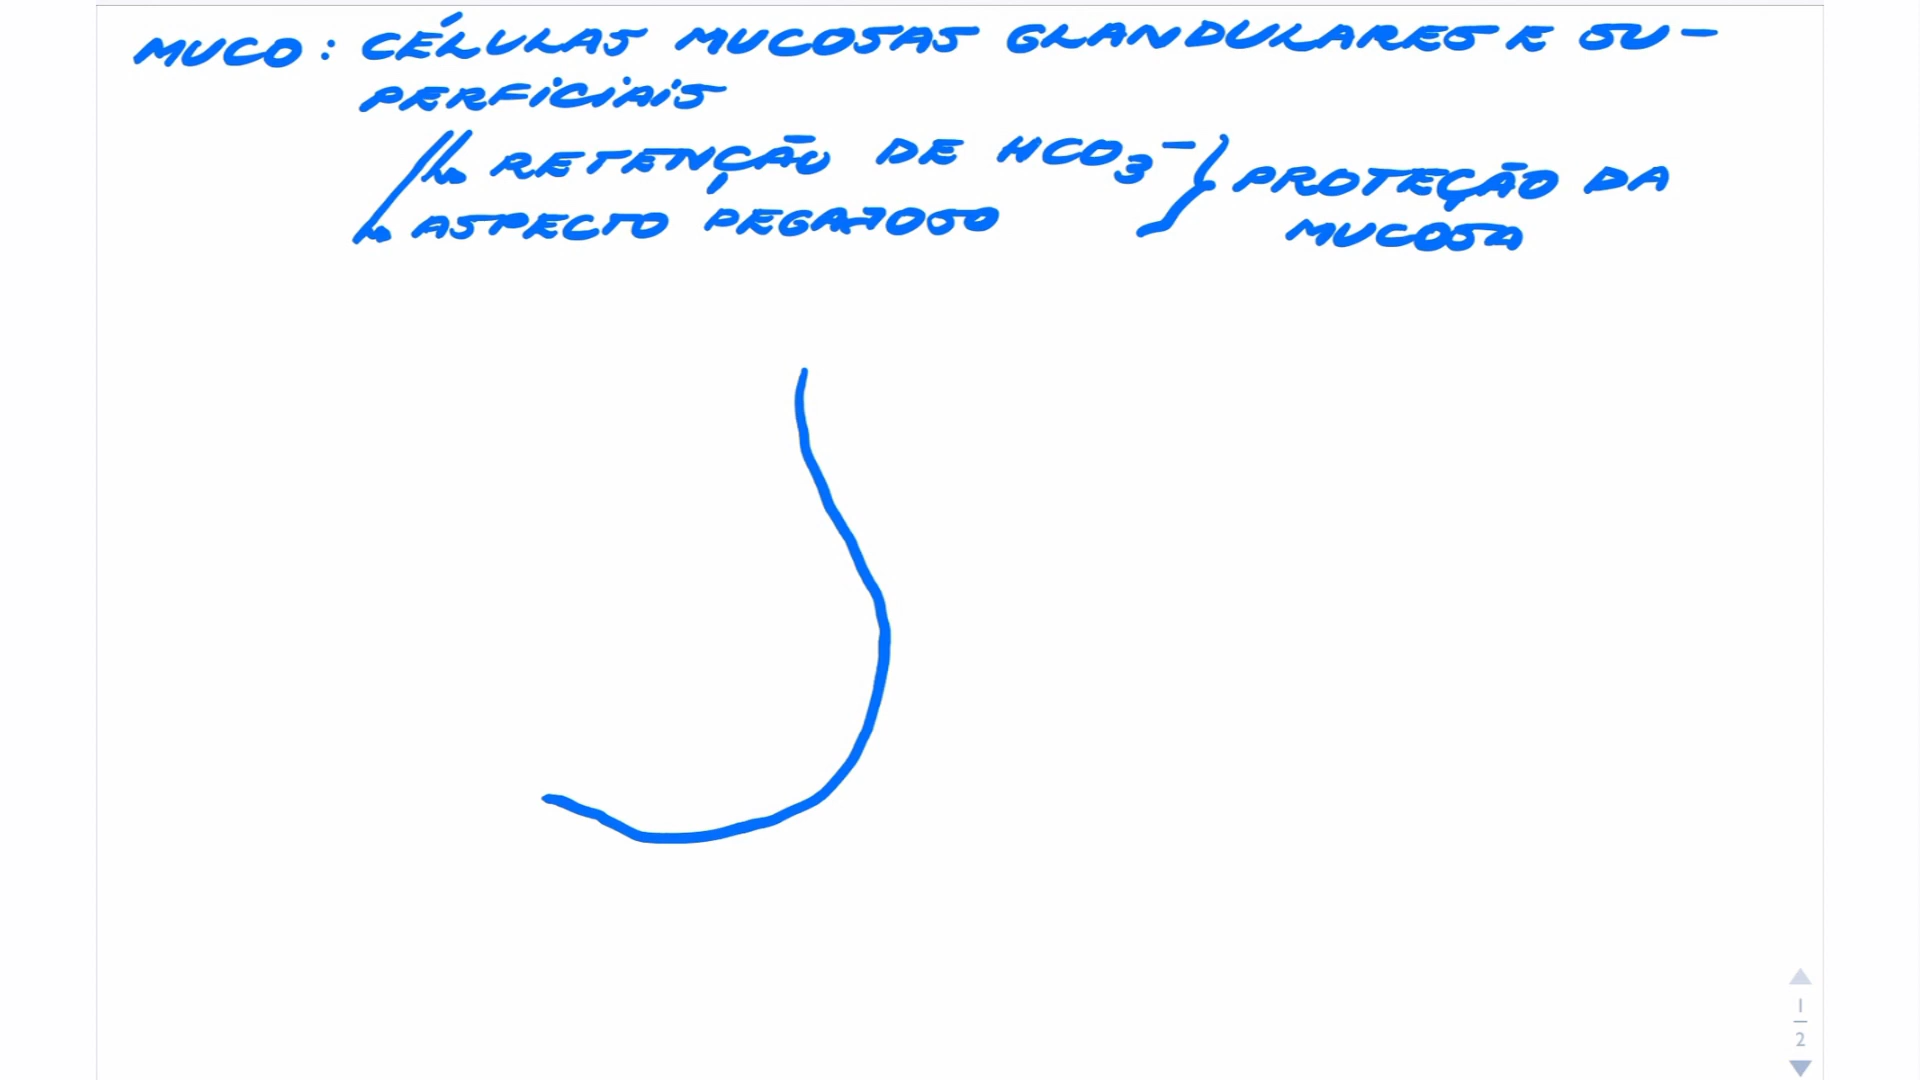 MUCO: CÉLULAS MUCOSAS GLANDULARES E SU-
PERFICIAIS
RETENÇÃO DE HCO3-
PROTEÇÃO DA
ASPECTO PEGAJOSO
MUCOSA
1
2